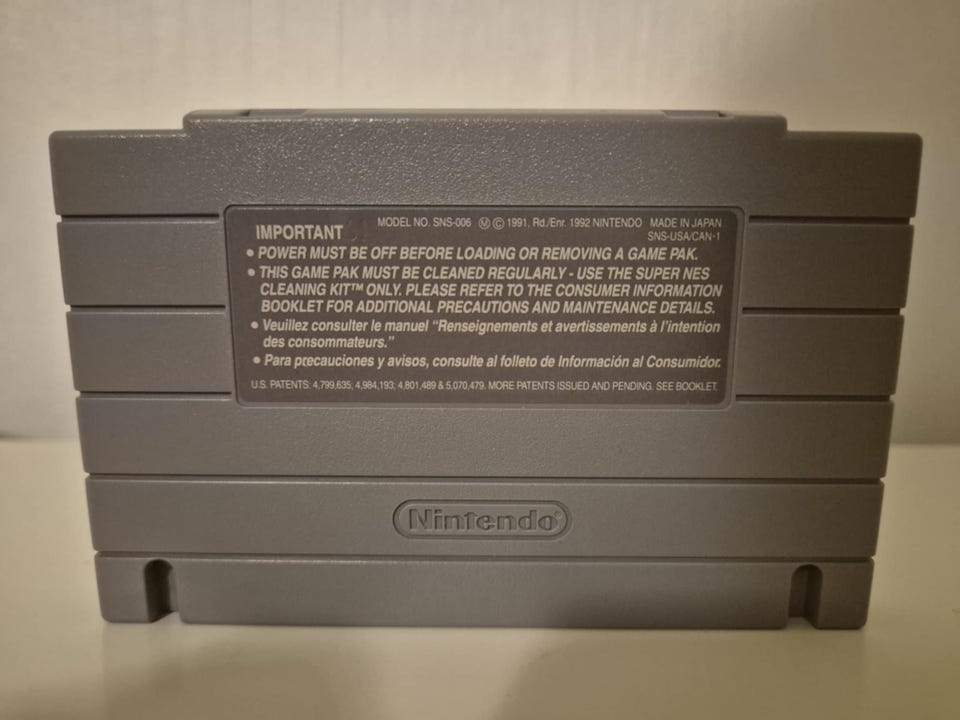 IMPORTANT MODEL NO. SNS-006 Ⓜ © 1991, Rd./Enr. 1992 NINTENDO MADE IN JAPAN
SNS-USA/CAN-1
• POWER MUST BE OFF BEFORE LOADING OR REMOVING A GAME PAK.
• THIS GAME PAK MUST BE CLEANED REGULARLY - USE THE SUPER NES
CLEANING KIT™ ONLY. PLEASE REFER TO THE CONSUMER INFORMATION
BOOKLET FOR ADDITIONAL PRECAUTIONS AND MAINTENANCE DETAILS.
• Veuillez consulter le manuel “Renseignements et avertissements à l'intention
des consommateurs.”
• Para precauciones y avisos, consulte al folleto de Información al Consumidor.
U.S. PATENTS: 4,799,635; 4,984,193; 4,801,489 & 5,070,479. MORE PATENTS ISSUED AND PENDING. SEE BOOKLET.
Nintendo®